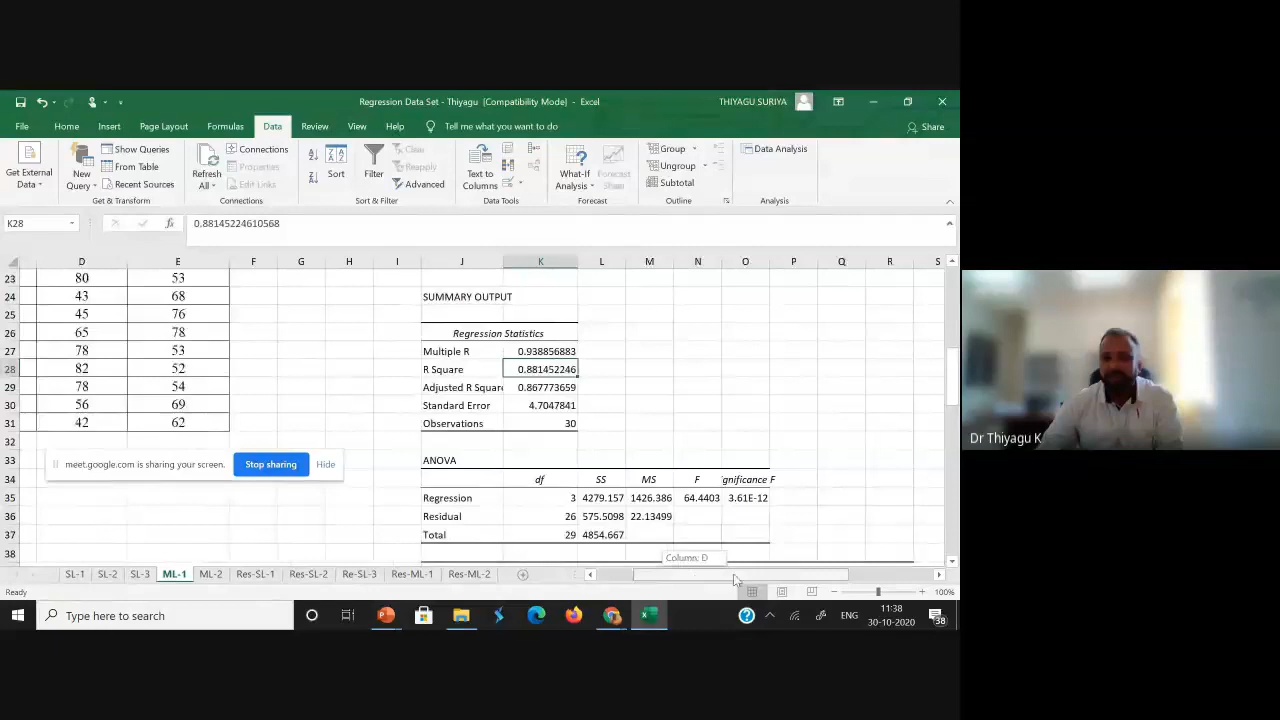 Regression Data Set - Thiyagu [Compatibility Mode] - Excel
THIYAGU SURIYA
File Home Insert Page Layout Formulas Data Review View Help Tell me what you want to do Share
Get External Data
Show Queries
New Query
From Table
Recent Sources
Get & Transform
Refresh All
Connections
Properties
Edit Links
Connections
Sort
Filter
Clear
Reapply
Advanced
Sort & Filter
Text to Columns
Data Tools
What-If Analysis
Forecast Sheet
Forecast
Group
Ungroup
Subtotal
Outline
Data Analysis
Analysis
K28 fx 0.88145224610568
D E F G H I J K L M N O P Q R S
23 80 53
24 43 68 SUMMARY OUTPUT
25 45 76
26 65 78 Regression Statistics
27 78 53 Multiple R 0.938856883
28 82 52 R Square 0.881452246
29 78 54 Adjusted R Square 0.867773659
30 56 69 Standard Error 4.7047841
31 42 62 Observations 30
32
33 ANOVA
34 df SS MS F gnificance F
35 Regression 3 4279.157 1426.386 64.4403 3.61E-12
36 Residual 26 575.5098 22.13499
37 Total 29 4854.667
38
meet.google.com is sharing your screen. Stop sharing Hide
Column: D
SL-1 SL-2 SL-3 ML-1 ML-2 Res-SL-1 Res-SL-2 Re-SL-3 Res-ML-1 Res-ML-2
Ready 100%
Type here to search
ENG
11:38
30-10-2020
38
Dr Thiyagu K